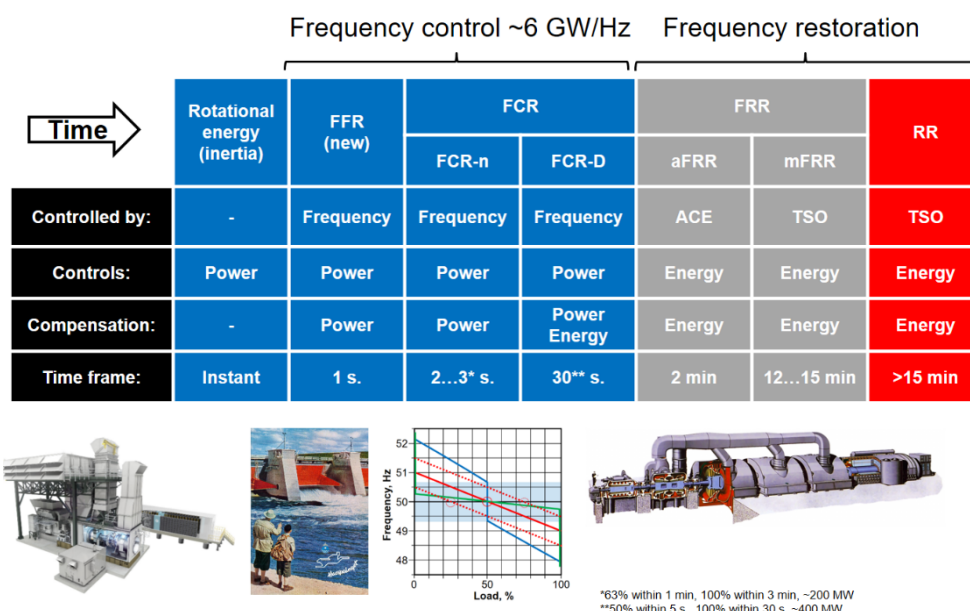 Frequency control ~6 GW/Hz
Frequency restoration
Time
Rotational
energy
(inertia)
FFR
(new)
FCR
FRR
RR
FCR-n
FCR-D
aFRR
mFRR
Controlled by:
-
Frequency
Frequency
Frequency
ACE
TSO
TSO
Controls:
Power
Power
Power
Power
Energy
Energy
Energy
Compensation:
-
Power
Power
Power
Energy
Energy
Energy
Energy
Time frame:
Instant
1 s.
2...3* s.
30** s.
2 min
12...15 min
>15 min
52
51
50
49
48
Frequency, Hz
0
50
100
Load, %
*63% within 1 min, 100% within 3 min, ~200 MW
**50% within 5 s., 100% within 30 s, ~400 MW